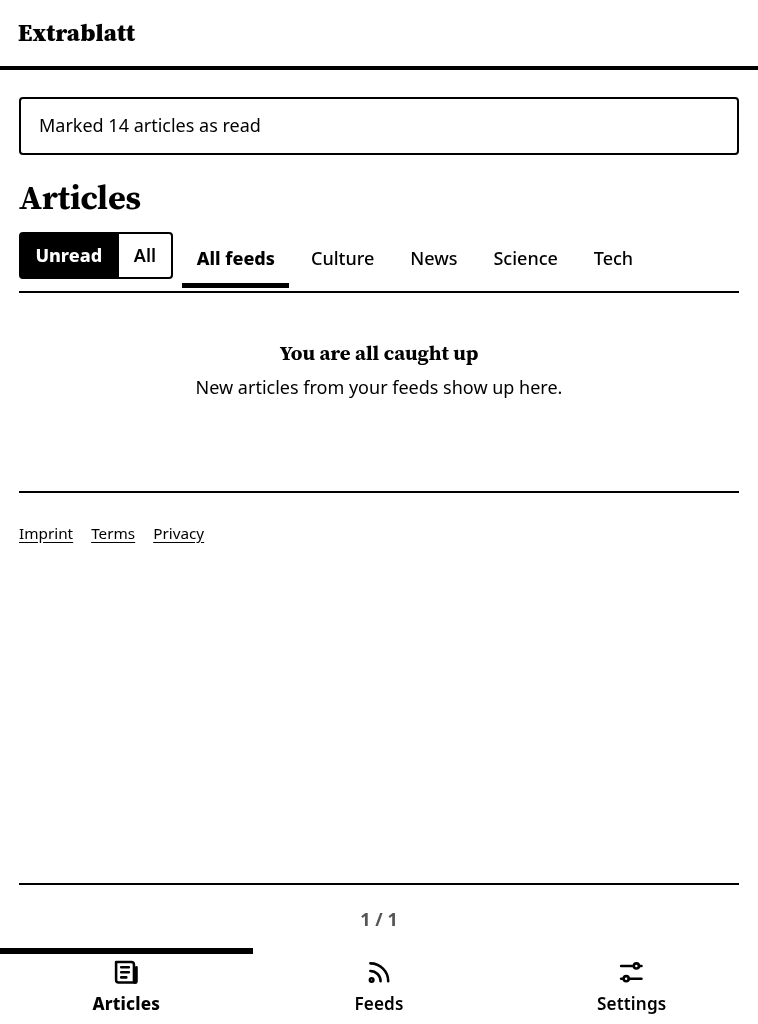 Extrablatt
Marked 14 articles as read
Articles
Unread All All feeds Culture News Science Tech
You are all caught up
New articles from your feeds show up here.
Imprint Terms Privacy
1 / 1
Articles Feeds Settings